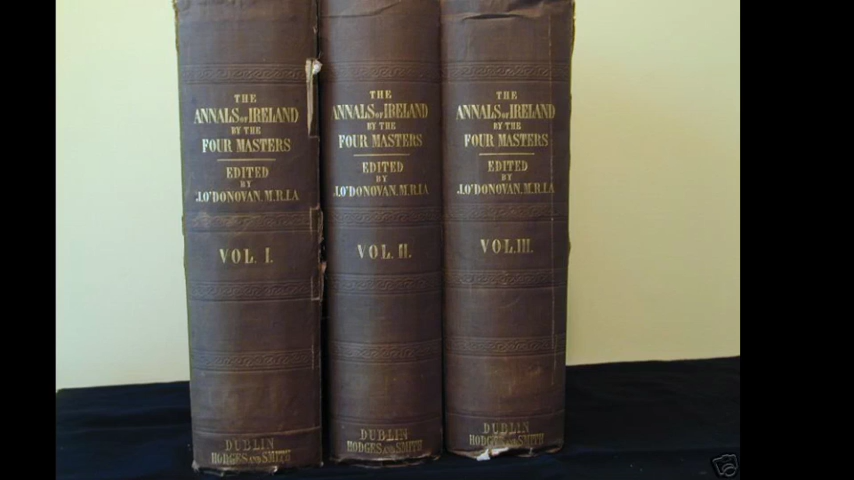 THE
ANNALS OF IRELAND
BY THE
FOUR MASTERS
EDITED
BY
J.O'DONOVAN.M.R.I.A
VOL. I.
DUBLIN
HODGES AND SMITH
THE
ANNALS OF IRELAND
BY THE
FOUR MASTERS
EDITED
BY
J.O'DONOVAN.M.R.I.A
VOL. II.
DUBLIN
HODGES AND SMITH
THE
ANNALS OF IRELAND
BY THE
FOUR MASTERS
EDITED
BY
J.O'DONOVAN.M.R.I.A
VOL. III.
DUBLIN
HODGES AND SMITH